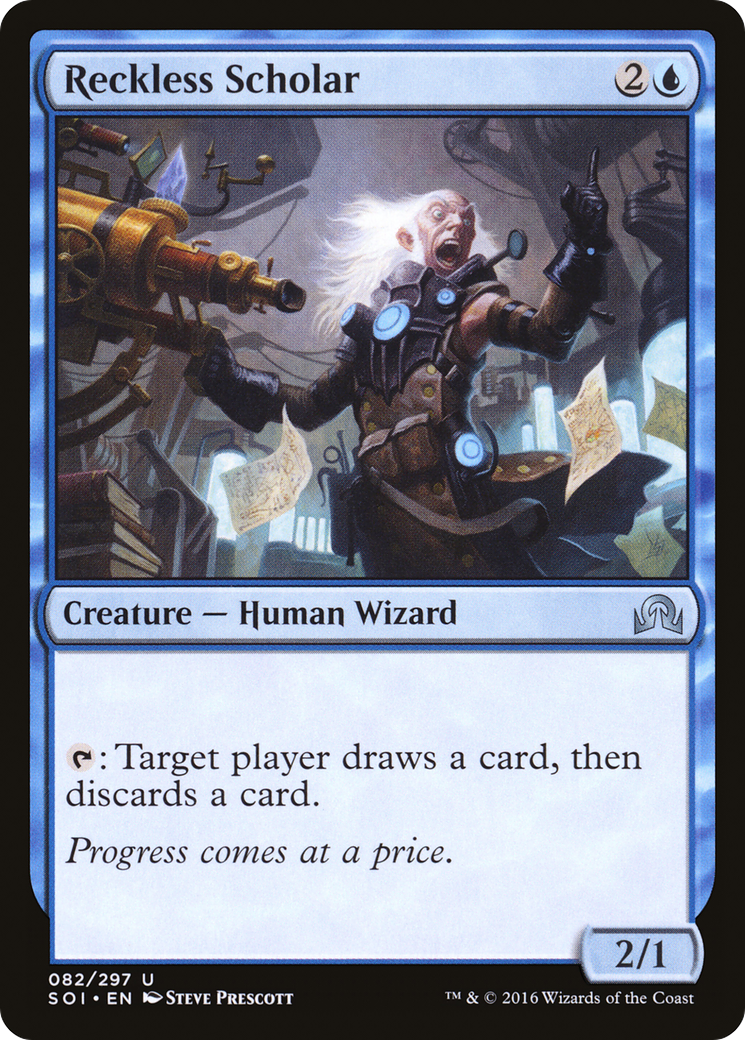 Reckless Scholar 2
Creature — Human Wizard
: Target player draws a card, then
discards a card.
Progress comes at a price.
2/1
082/297 U
SOI • EN Steve Prescott
™ & © 2016 Wizards of the Coast